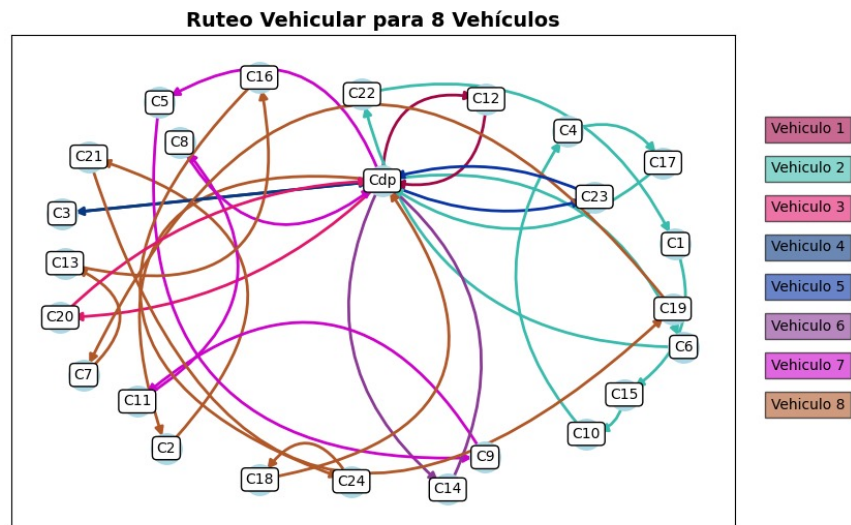 Ruteo Vehicular para 8 Vehículos
C16
C5
C22
C12
C4
C8
C21
C17
Cdp
C23
C3
C1
C13
C19
C20
C6
C7
C15
C11
C10
C2
C9
C18
C24
C14
Vehiculo 1
Vehiculo 2
Vehiculo 3
Vehiculo 4
Vehiculo 5
Vehiculo 6
Vehiculo 7
Vehiculo 8